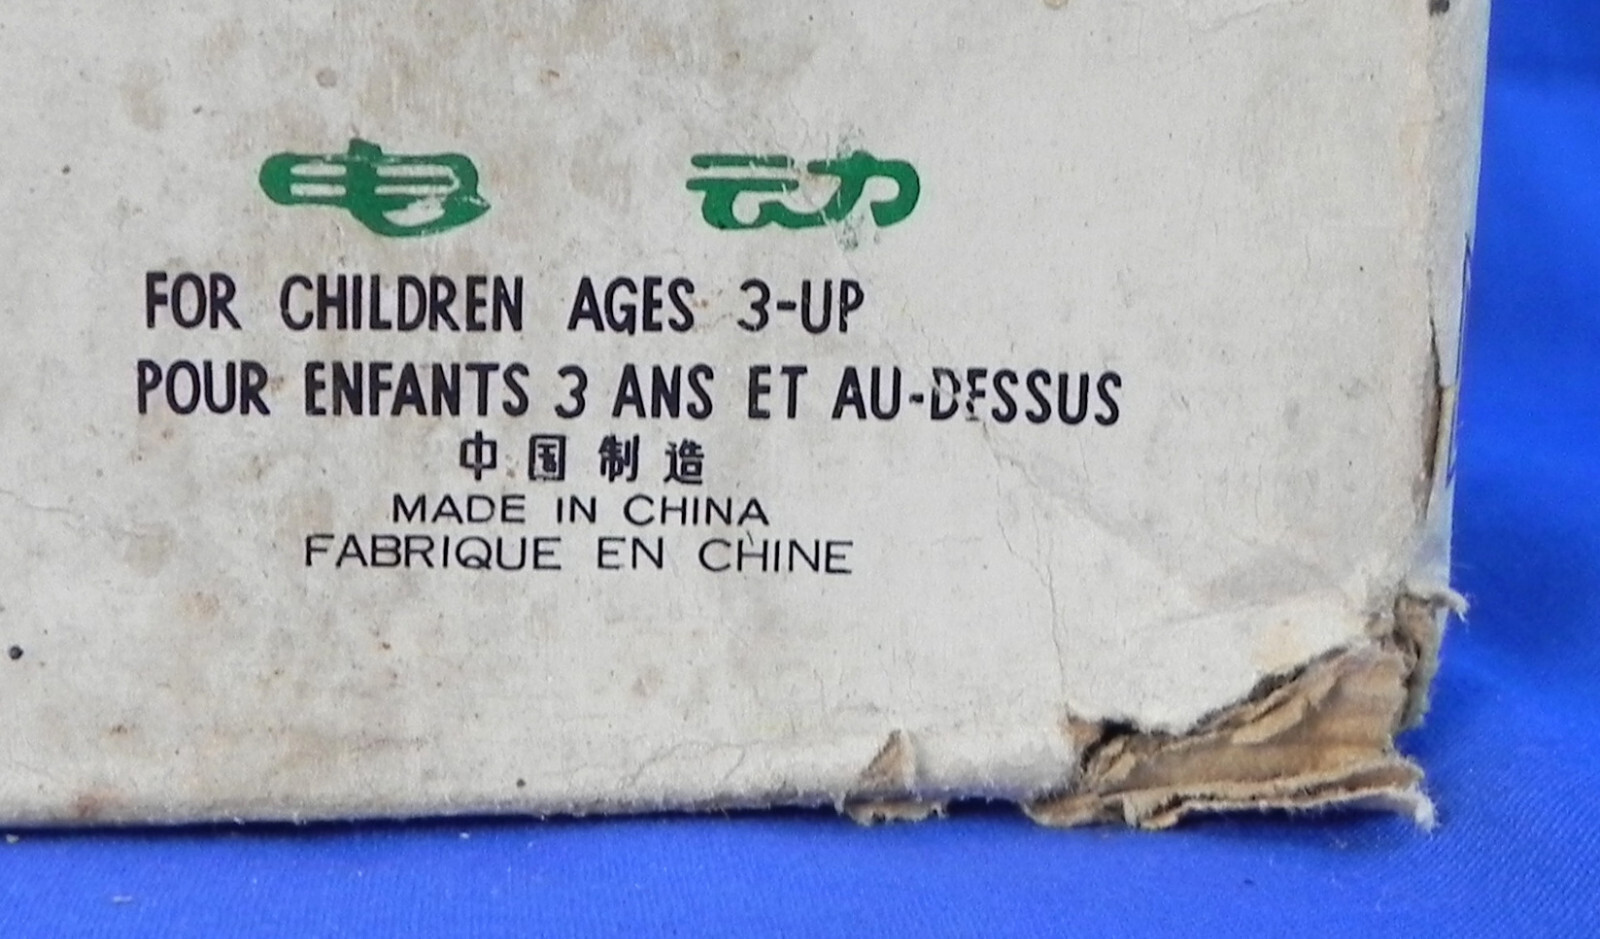 电动
FOR CHILDREN AGES 3-UP
POUR ENFANTS 3 ANS ET AU-DESSUS
中国制造
MADE IN CHINA
FABRIQUE EN CHINE